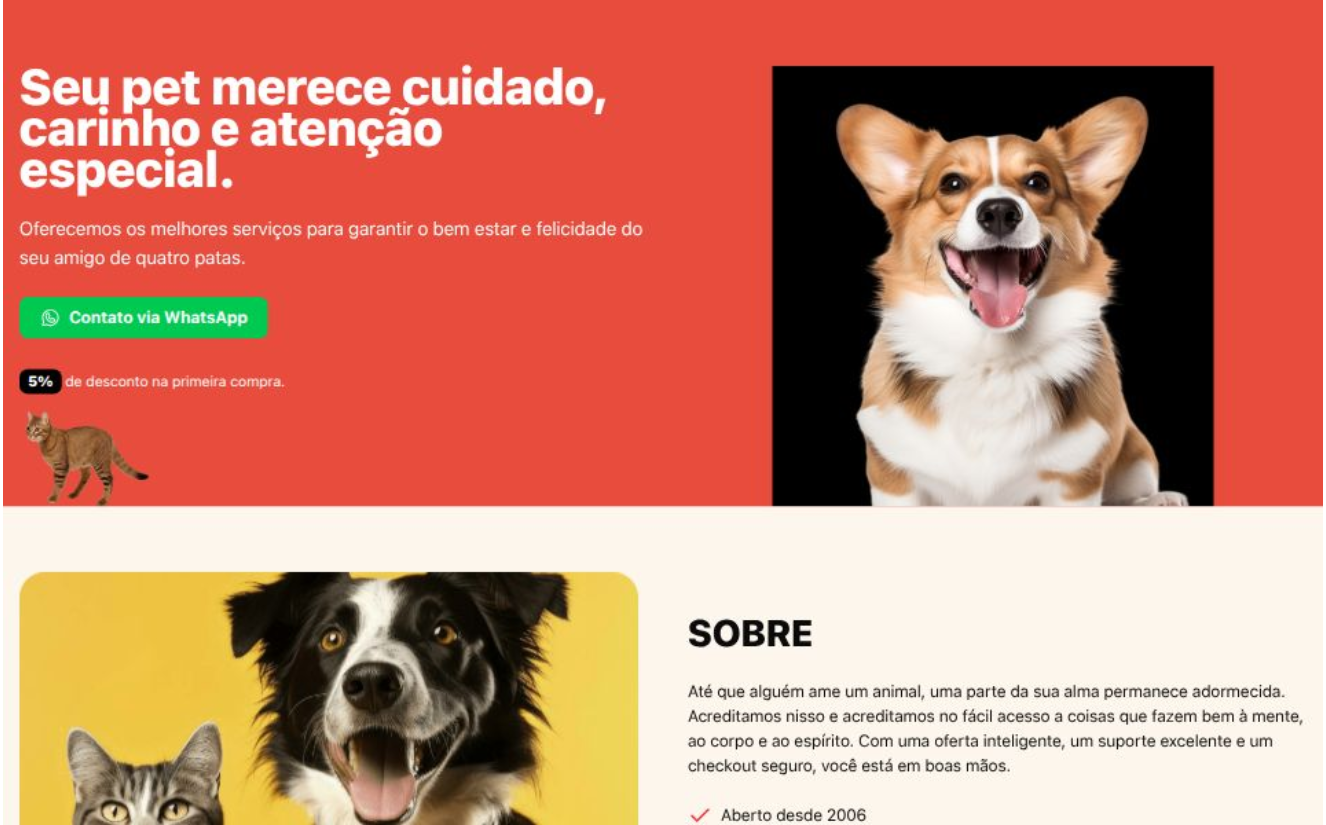 Seu pet merece cuidado,
carinho e atenção
especial.
Oferecemos os melhores serviços para garantir o bem estar e felicidade do
seu amigo de quatro patas.
Contato via WhatsApp
5% de desconto na primeira compra.
SOBRE
Até que alguém ame um animal, uma parte da sua alma permanece adormecida.
Acreditamos nisso e acreditamos no fácil acesso a coisas que fazem bem à mente,
ao corpo e ao espírito. Com uma oferta inteligente, um suporte excelente e um
checkout seguro, você está em boas mãos.
Aberto desde 2006